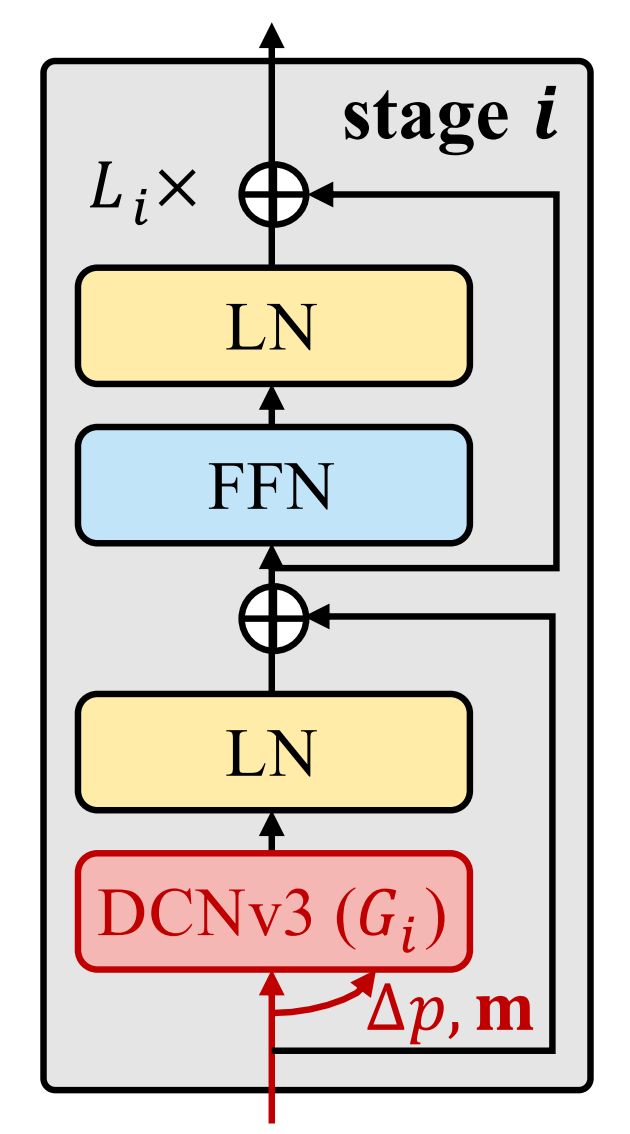 stage i
L_i×
LN
FFN
LN
DCNv3 (G_i)
Δp, m